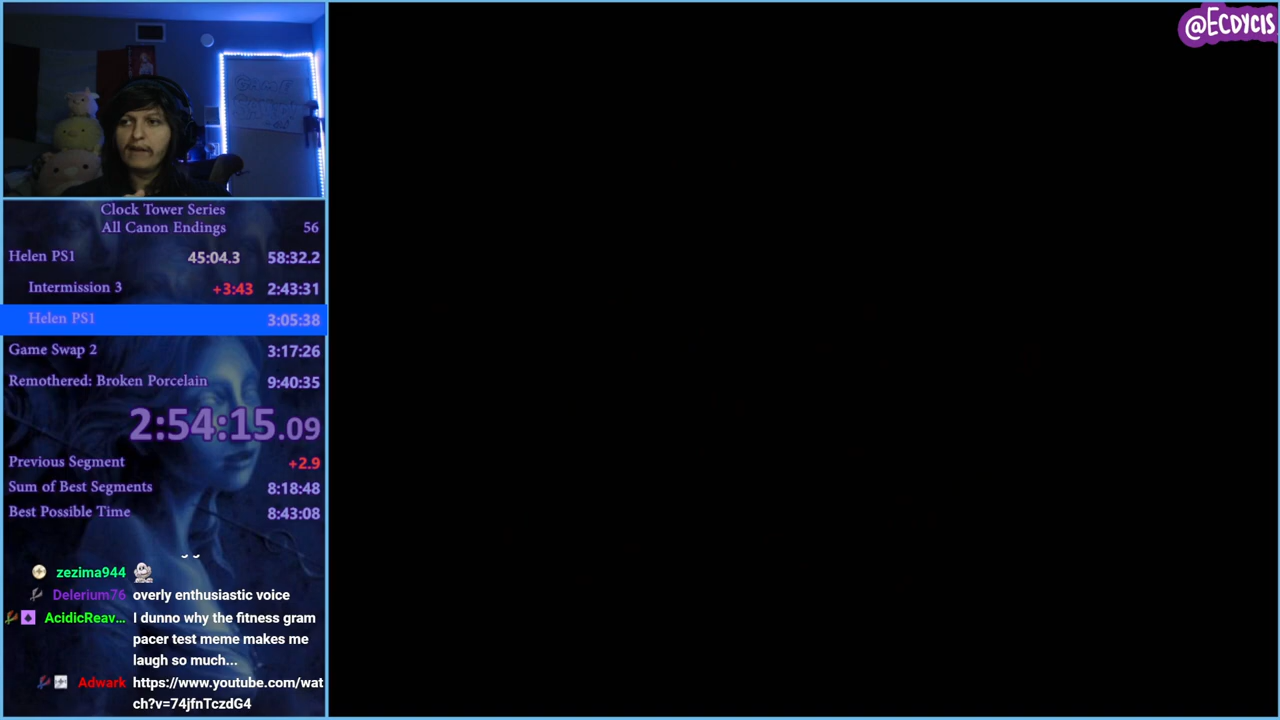 @ECDYCIS
GAME
OVER
Clock Tower Series
All Canon Endings 56
Helen PS1 45:04.3 58:32.2
Intermission 3 +3:43 2:43:31
Helen PS1 3:05:38
Game Swap 2 3:17:26
Remothered: Broken Porcelain 9:40:35
2:54:15.09
Previous Segment +2.9
Sum of Best Segments 8:18:48
Best Possible Time 8:43:08
zezima944
Delerium76 overly enthusiastic voice
AcidicReav... I dunno why the fitness gram
pacer test meme makes me
laugh so much...
Adwark https://www.youtube.com/wat
ch?v=74jfnTczdG4